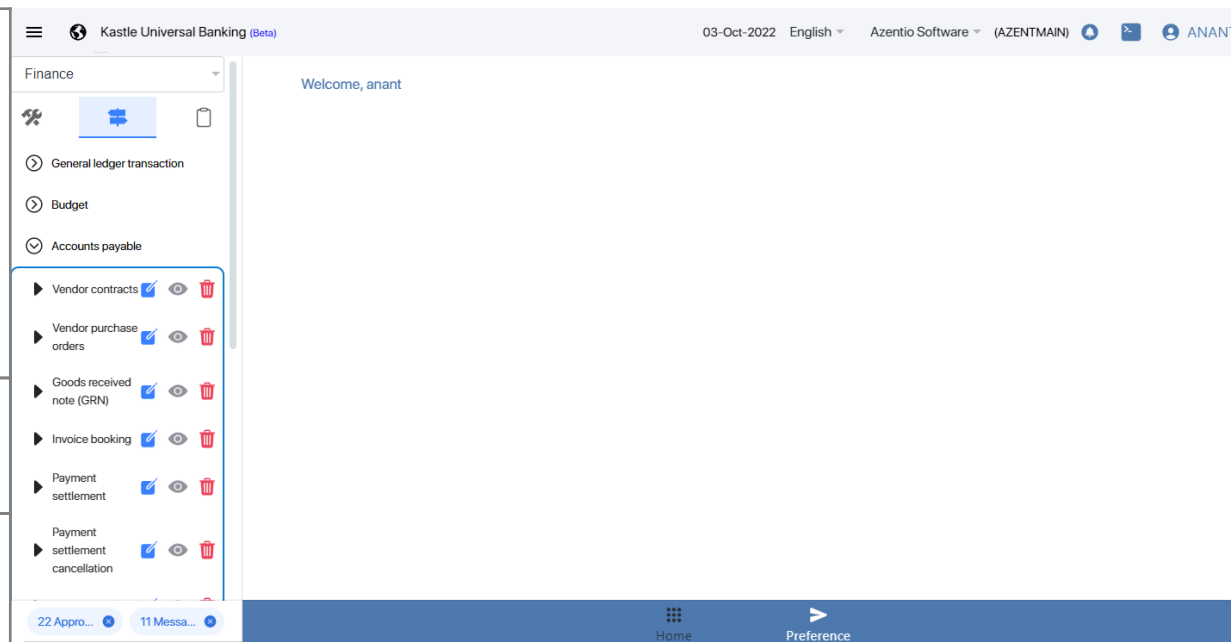 Kastle Universal Banking (Beta)
03-Oct-2022 English Azentio Software (AZENTMAIN) ANANT
Finance
Welcome, anant
General ledger transaction
Budget
Accounts payable
Vendor contracts
Vendor purchase
orders
Goods received
note (GRN)
Invoice booking
Payment
settlement
Payment
settlement
cancellation
22 Appro... 11 Messa...
Home Preference